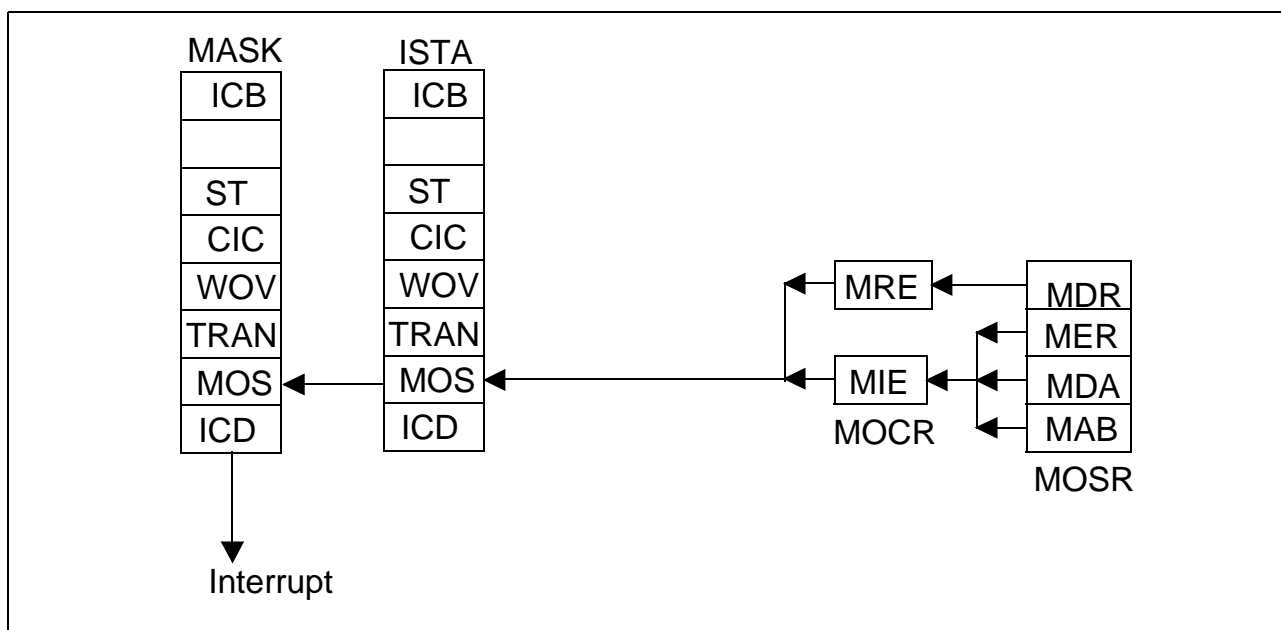 MASK
ICB
ST
CIC
WOV
TRAN
MOS
ICD
Interrupt
ISTA
ICB
ST
CIC
WOV
TRAN
MOS
ICD
MRE
MIE
MOCR
MDR
MER
MDA
MAB
MOSR